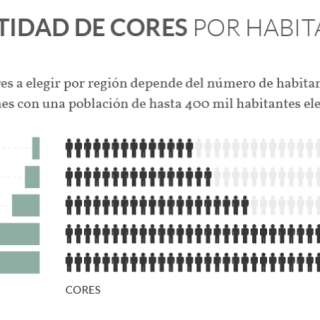 TIDAD DE CORES POR HABIT
es a elegir por región depende del número de habitan
es con una población de hasta 400 mil habitantes ele
CORES